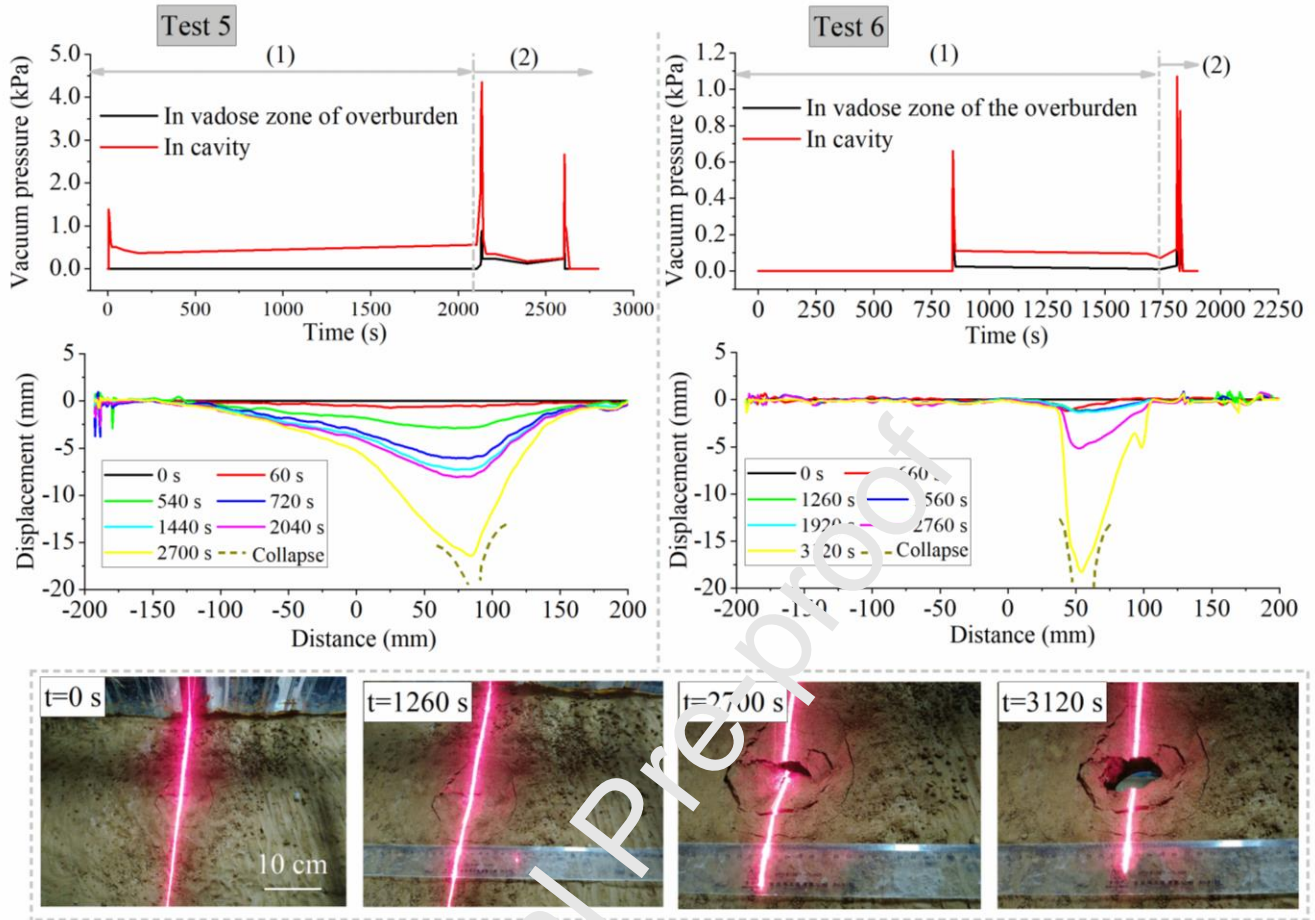 Test 5
(1)
(2)
In vadose zone of overburden
In cavity
Vacuum pressure (kPa)
5.0
4.0
3.0
2.0
1.0
0.0
0 500 1000 1500 2000 2500 3000
Time (s)
Test 6
(1)
(2)
In vadose zone of the overburden
In cavity
Vacuum pressure (kPa)
1.2
1.0
0.8
0.6
0.4
0.2
0.0
0 250 500 750 1000 1250 1500 1750 2000 2250
Time (s)
Displacement (mm)
5
0
-5
-10
-15
-20
0 s 60 s
540 s 720 s
1440 s 2040 s
2700 s Collapse
-200 -150 -100 -50 0 50 100 150 200
Distance (mm)
Displacement (mm)
5
0
-5
-10
-15
-20
0 s
1260 s
2760 s
Collapse
-200 -150 -100 -50 0 50 100 150 200
Distance (mm)
t=0 s
10 cm
t=1260 s
t=2700 s
t=3120 s
Pre-proof